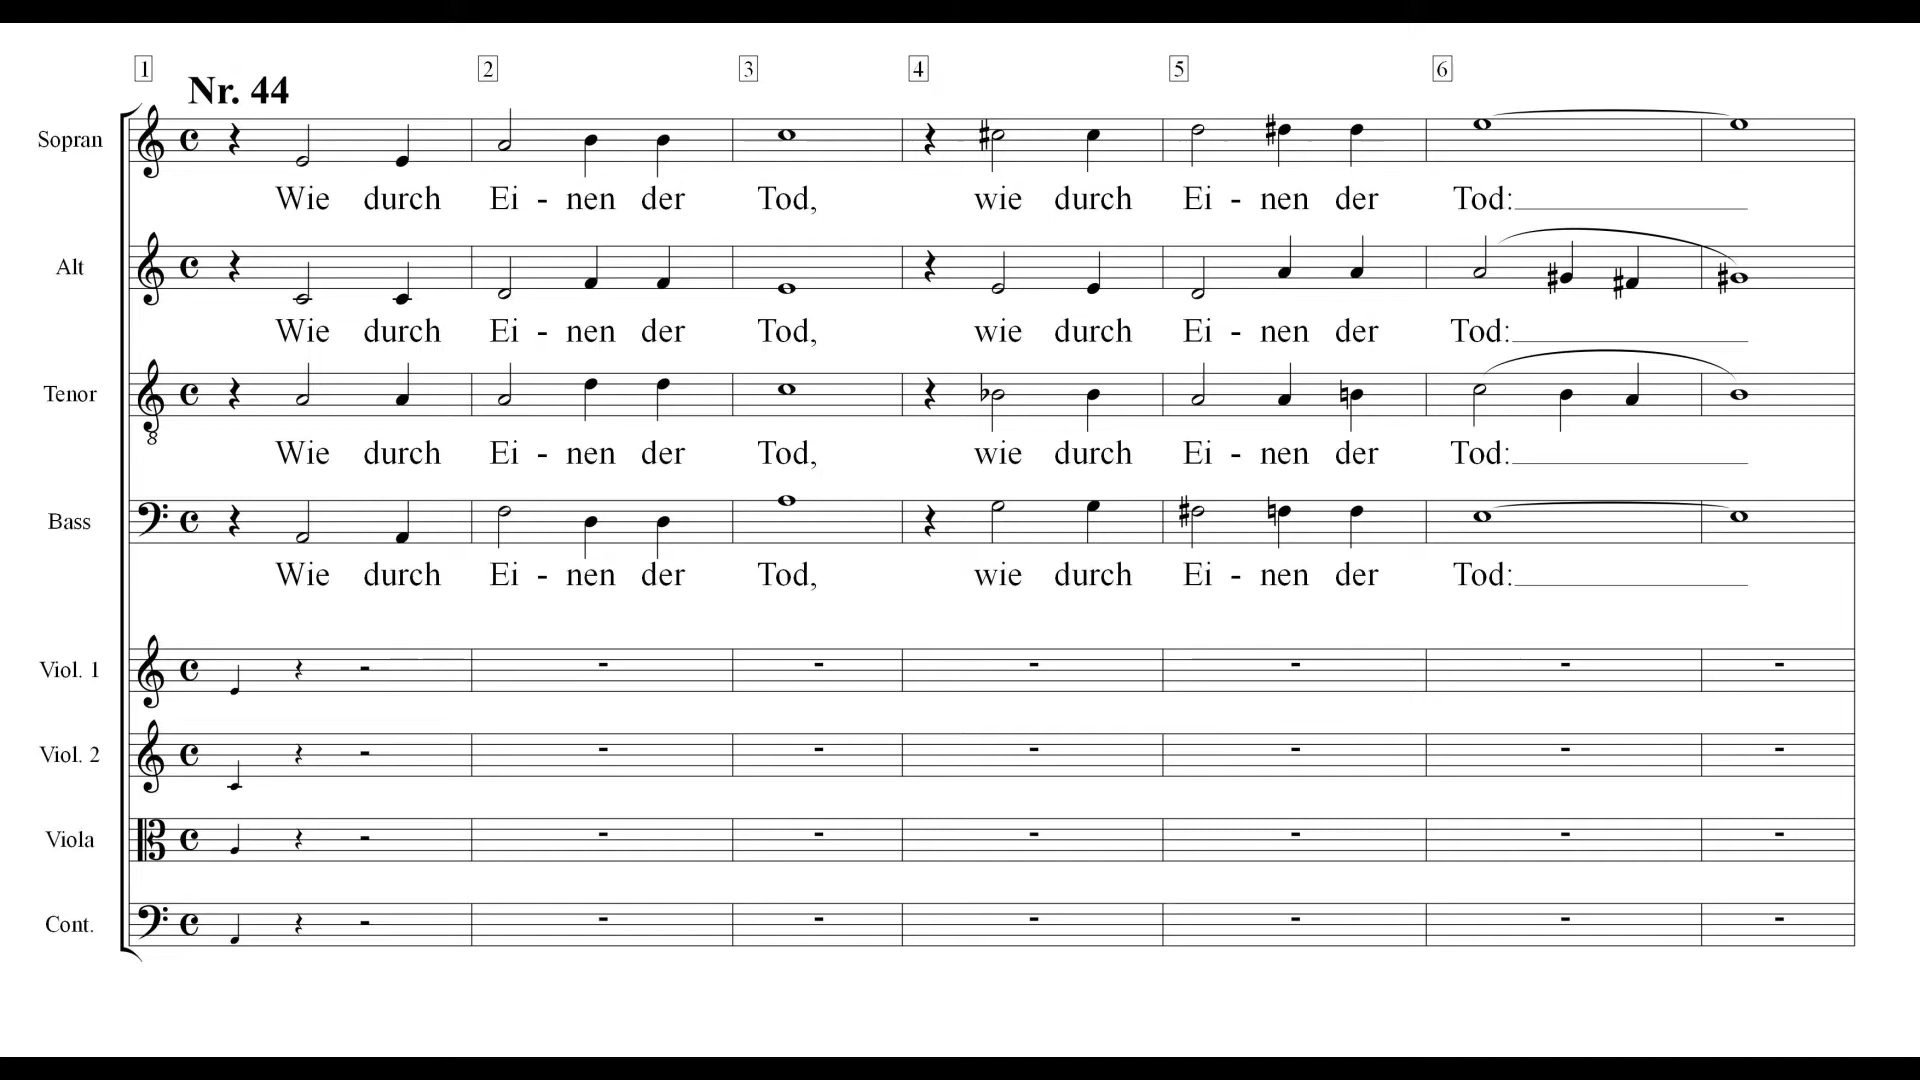 1 2 3 4 5 6
Nr. 44
Sopran
Wie durch Ei - nen der Tod, wie durch Ei - nen der Tod:
Alt
Wie durch Ei - nen der Tod, wie durch Ei - nen der Tod:
Tenor
8
Wie durch Ei - nen der Tod, wie durch Ei - nen der Tod:
Bass
Wie durch Ei - nen der Tod, wie durch Ei - nen der Tod:
Viol. 1
Viol. 2
Viola
Cont.